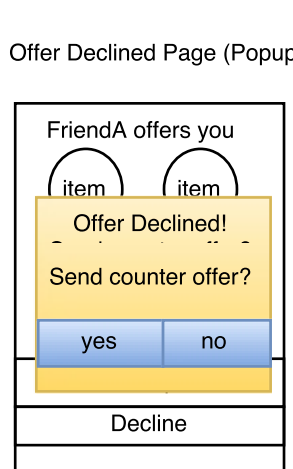 Offer Declined Page (Popup
FriendA offers you
item item
Offer Declined!
Send counter offer?
yes no
Decline